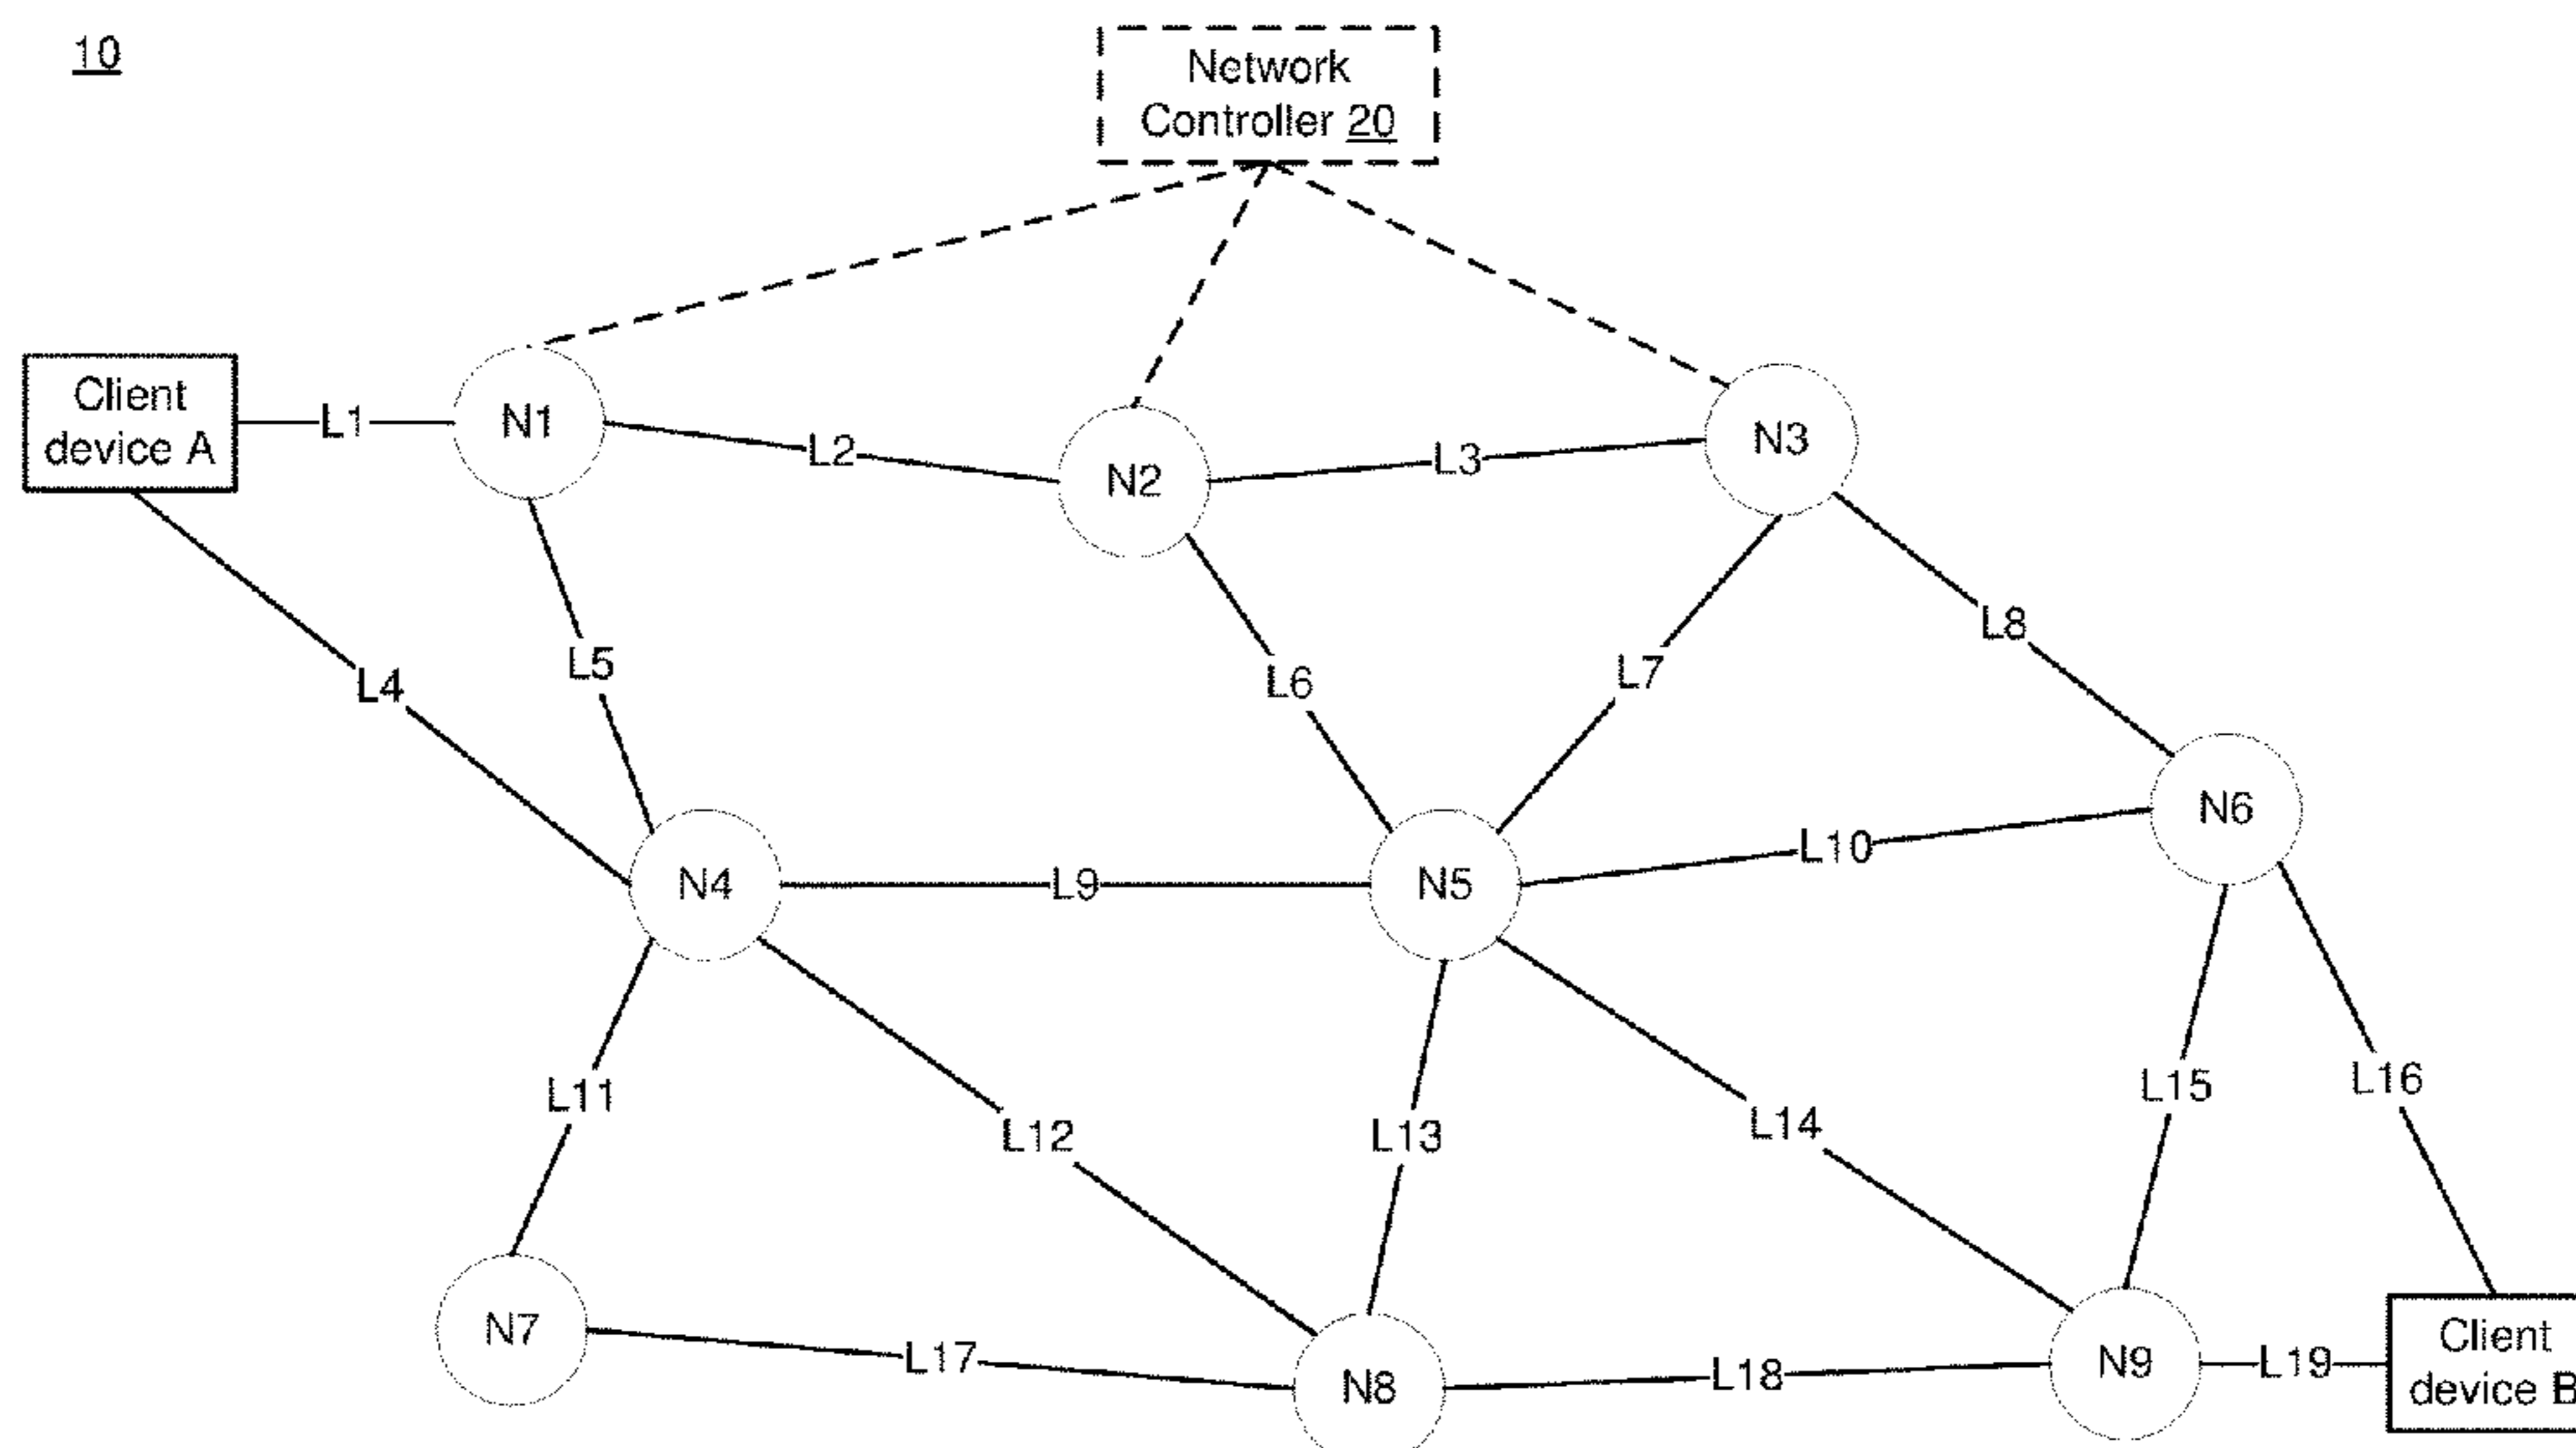 10
Network
Controller 20
Client
device A
L1
N1
L2
N2
L3
N3
L4
L5
L6
L7
L8
N4
L9
N5
L10
N6
L11
L12
L13
L14
L15
L16
N7
L17
N8
L18
N9
L19
Client
device B